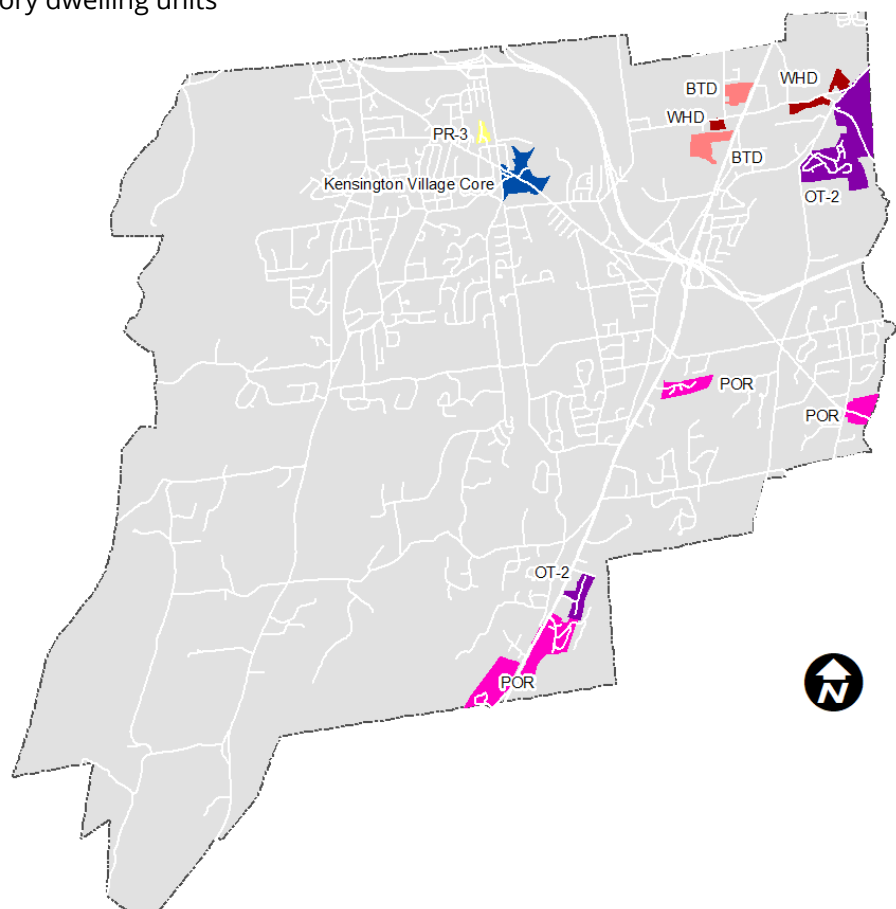 ory dwelling units
WHD
BTD
WHD
PR-3
BTD
Kensington Village Core
OT-2
POR
POR
OT-2
POR
N